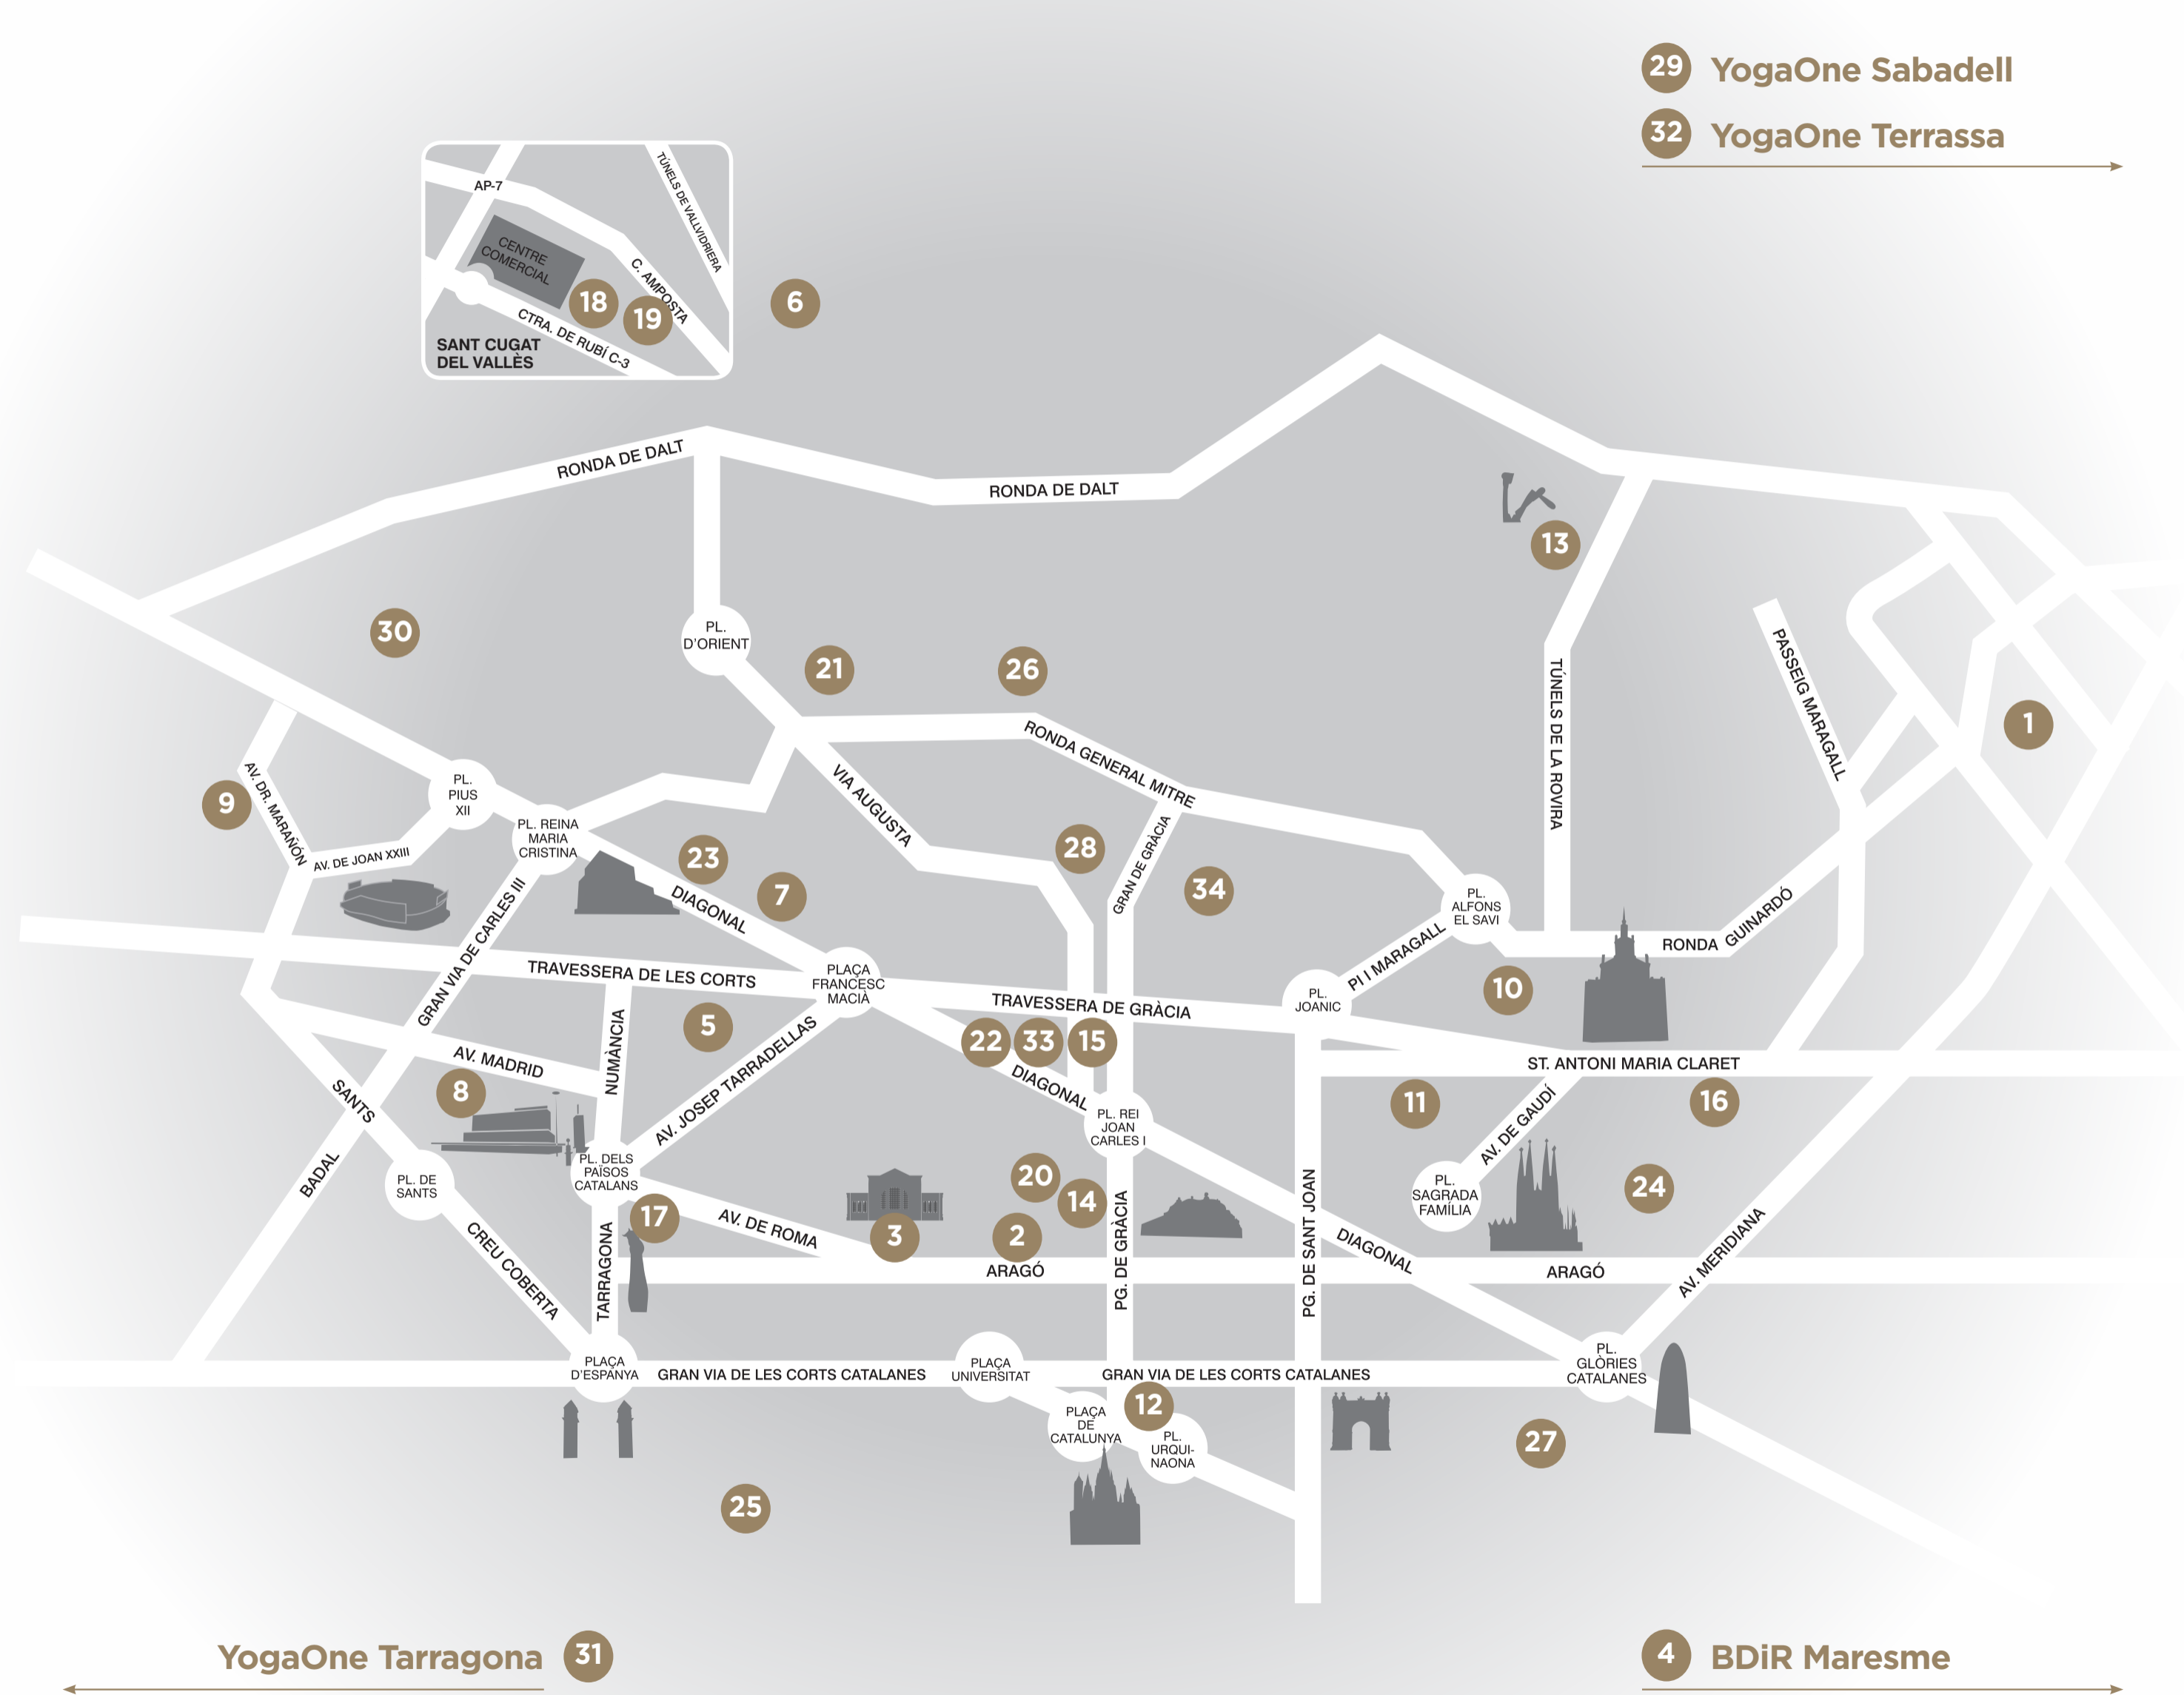 29 YogaOne Sabadell
32 YogaOne Terrassa
AP-7
TÚNELS DE VALLVIDRIERA
CENTRE
COMERCIAL
C. AMPOSTA
18
19
6
CTRA. DE RUBÍ C-3
SANT CUGAT
DEL VALLÈS
RONDA DE DALT
RONDA DE DALT
13
30
PL.
D'ORIENT
21
26
TÚNELS DE LA ROVIRA
PASSEIG MARAGALL
1
RONDA GENERAL MITRE
VIA AUGUSTA
9
AV. DR. MARAÑÓN
PL.
PIUS
XII
PL. REINA
MARIA
CRISTINA
AV. DE JOAN XXIII
23
7
DIAGONAL
28
GRAN DE GRÀCIA
34
PL.
ALFONS
EL SAVI
RONDA GUINARDÓ
GRAN VIA DE CARLES III
PI I MARAGALL
TRAVESSERA DE LES CORTS
PLAÇA
FRANCESC
MACIÀ
TRAVESSERA DE GRÀCIA
PL.
JOANIC
10
5
22
33
15
NUMÀNCIA
AV. MADRID
AV. JOSEP TARRADELLAS
DIAGONAL
ST. ANTONI MARIA CLARET
8
SANTS
PL. REI
JOAN
CARLES I
11
AV. DE GAUDÍ
16
BADAL
PL. DE
SANTS
PL. DELS
PAÏSOS
CATALANS
20
14
PL.
SAGRADA
FAMÍLIA
24
17
AV. DE ROMA
3
2
CREU COBERTA
TARRAGONA
PG. DE GRÀCIA
PG. DE SANT JOAN
DIAGONAL
AV. MERIDIANA
ARAGÓ
ARAGÓ
PLAÇA
D'ESPANYA
GRAN VIA DE LES CORTS CATALANES
PLAÇA
UNIVERSITAT
GRAN VIA DE LES CORTS CATALANES
PL.
GLÒRIES
CATALANES
12
PLAÇA
DE
CATALUNYA
PL.
URQUI-
NAONA
27
25
YogaOne Tarragona 31
4 BDiR Maresme